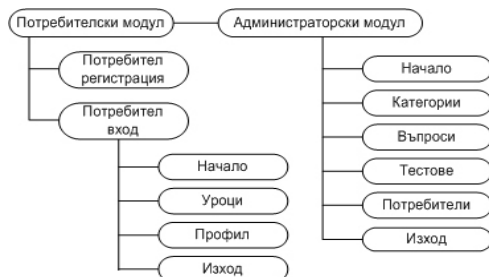 Потребителски модул
Администраторски модул
Потребител
регистрация
Потребител
вход
Начало
Уроци
Профил
Изход
Начало
Категории
Въпроси
Тестове
Потребители
Изход